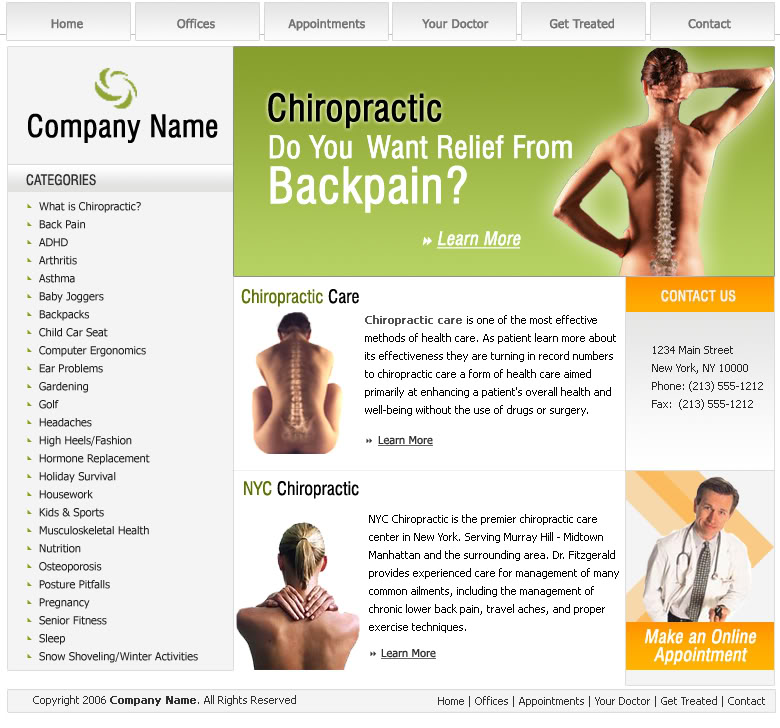 Home Offices Appointments Your Doctor Get Treated Contact
Company Name
CATEGORIES
What is Chiropractic?
Back Pain
ADHD
Arthritis
Asthma
Baby Joggers
Backpacks
Child Car Seat
Computer Ergonomics
Ear Problems
Gardening
Golf
Headaches
High Heels/Fashion
Hormone Replacement
Holiday Survival
Housework
Kids & Sports
Musculoskeletal Health
Nutrition
Osteoporosis
Posture Pitfalls
Pregnancy
Senior Fitness
Sleep
Snow Shoveling/Winter Activities
Chiropractic
Do You Want Relief From
Backpain?
Learn More
Chiropractic Care
Chiropractic care is one of the most effective
methods of health care. As patient learn more about
its effectiveness they are turning in record numbers
to chiropractic care a form of health care aimed
primarily at enhancing a patient's overall health and
well-being without the use of drugs or surgery.
Learn More
NYC Chiropractic
NYC Chiropractic is the premier chiropractic care
center in New York. Serving Murray Hill - Midtown
Manhattan and the surrounding area. Dr. Fitzgerald
provides experienced care for management of many
common ailments, including the management of
chronic lower back pain, travel aches, and proper
exercise techniques.
Learn More
CONTACT US
1234 Main Street
New York, NY 10000
Phone: (213) 555-1212
Fax: (213) 555-1212
Make an Online
Appointment
Copyright 2006 Company Name. All Rights Reserved
Home | Offices | Appointments | Your Doctor | Get Treated | Contact